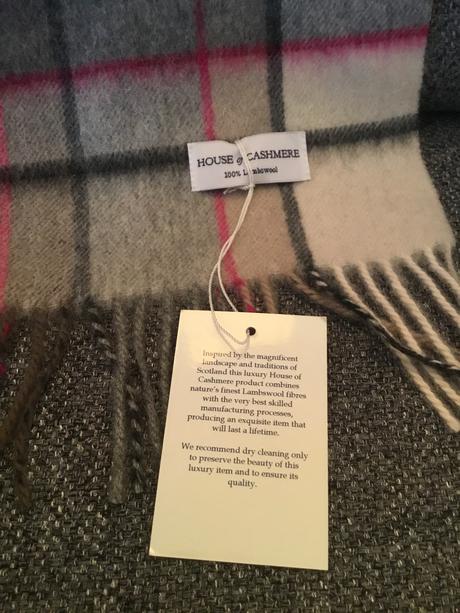 HOUSE of CASHMERE
100% Lambswool
Inspired by the magnificent
landscape and traditions of
Scotland this luxury House of
Cashmere product combines
nature's finest Lambswool fibres
with the very best skilled
manufacturing processes,
producing an exquisite item that
will last a lifetime.
We recommend dry cleaning only
to preserve the beauty of this
luxury item and to ensure its
quality.